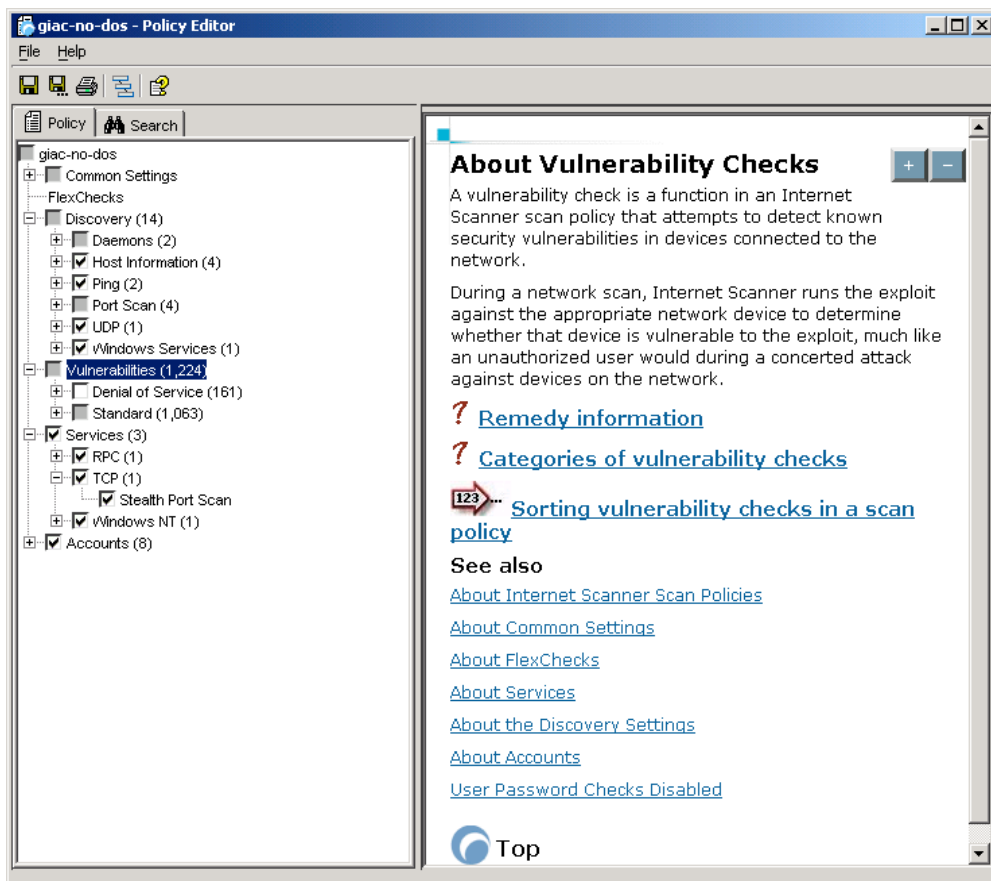 giac-no-dos - Policy Editor
File Help
Policy
Search
giac-no-dos
Common Settings
FlexChecks
Discovery (14)
Daemons (2)
Host Information (4)
Ping (2)
Port Scan (4)
UDP (1)
Windows Services (1)
Vulnerabilities (1,224)
Denial of Service (161)
Standard (1,063)
Services (3)
RPC (1)
TCP (1)
Stealth Port Scan
Windows NT (1)
Accounts (8)
About Vulnerability Checks
+ −
A vulnerability check is a function in an Internet
Scanner scan policy that attempts to detect known
security vulnerabilities in devices connected to the
network.
During a network scan, Internet Scanner runs the exploit
against the appropriate network device to determine
whether that device is vulnerable to the exploit, much like
an unauthorized user would during a concerted attack
against devices on the network.
? Remedy information
? Categories of vulnerability checks
123 ... Sorting vulnerability checks in a scan
policy
See also
About Internet Scanner Scan Policies
About Common Settings
About FlexChecks
About Services
About the Discovery Settings
About Accounts
User Password Checks Disabled
Top